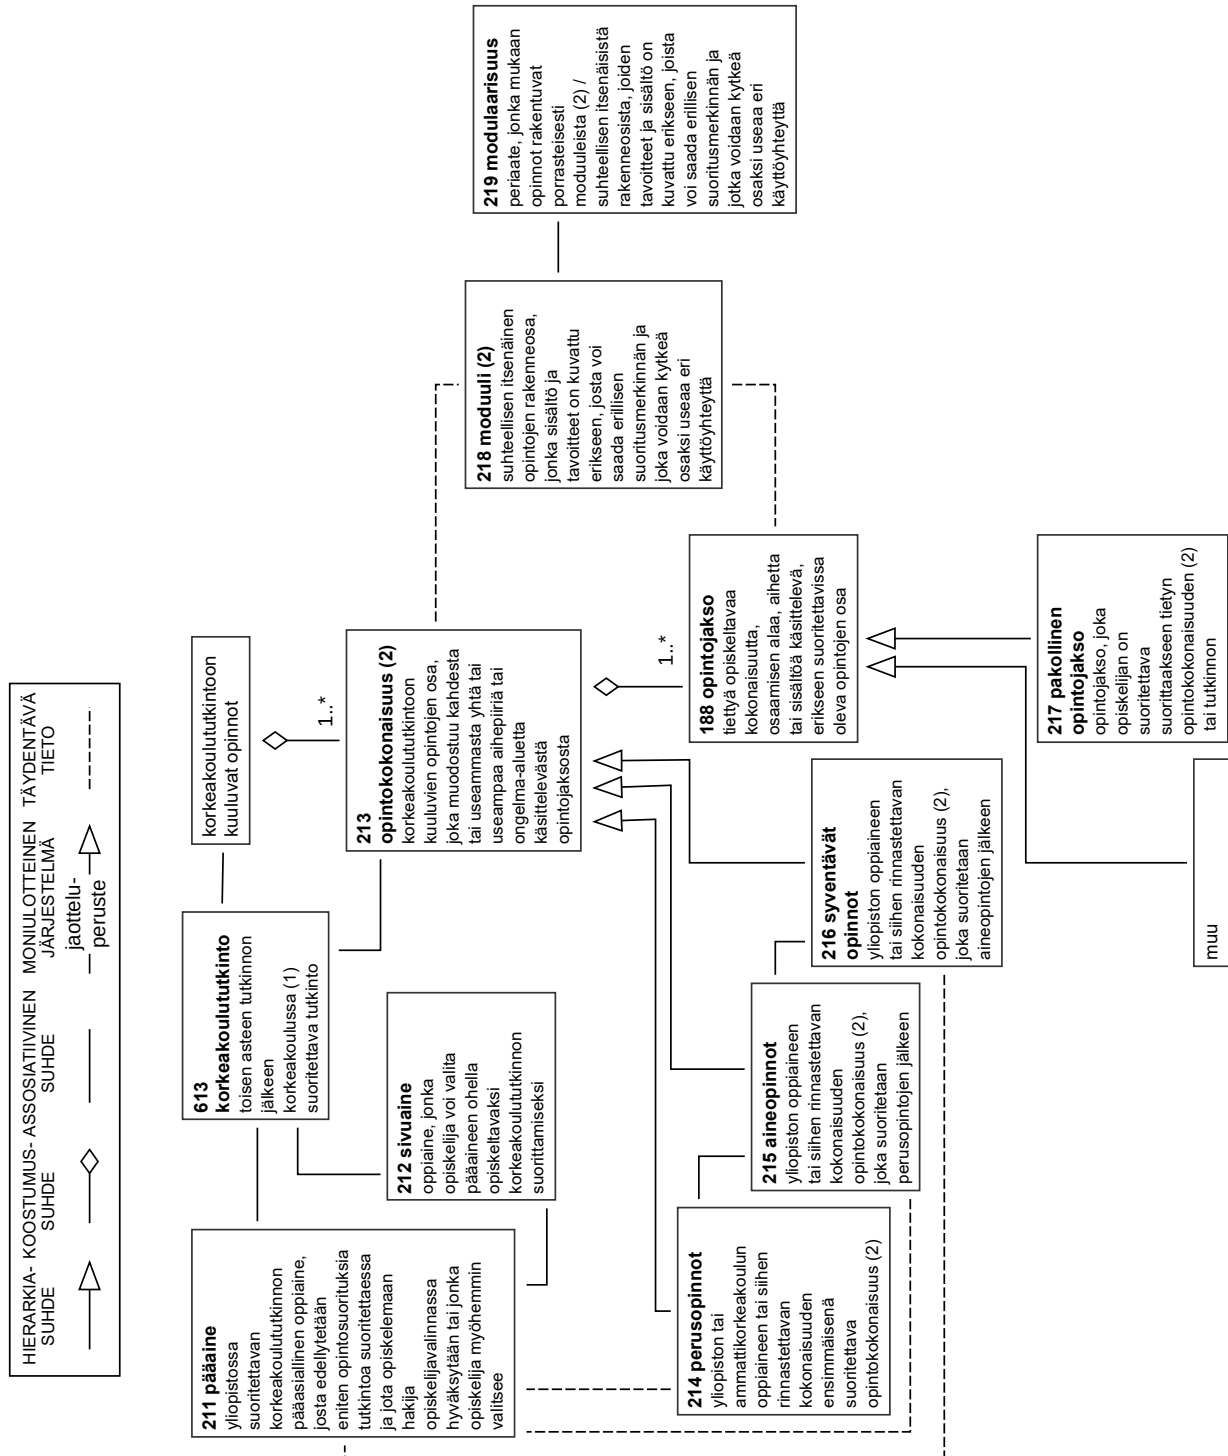 HIERARKIA-
SUHDE
KOOSTUMUS-
SUHDE
ASSOSIATIIVINEN
SUHDE
MONIULOTTEINEN
JÄRJESTELMÄ
jaottelu-
peruste
TÄYDENTÄVÄ
TIETO
211 pääaine
yliopistossa
suoritettavan
korkeakoulututkinnon
pääasiallinen oppiaine,
josta edellytetään
eniten opintosuorituksia
tutkintoa suoritettaessa
ja jota opiskelemaan
hakija
opiskelijavalinnassa
hyväksytään tai jonka
opiskelija myöhemmin
valitsee
613
korkeakoulututkinto
toisen asteen tutkinnon
jälkeen
korkeakoulussa (1)
suoritettava tutkinto
korkeakoulututkintoon
kuuluvat opinnot
1..*
212 sivuaine
oppiaine, jonka
opiskelija voi valita
pääaineen ohella
opiskeltavaksi
korkeakoulututkinnon
suorittamiseksi
213
opintokokonaisuus (2)
korkeakoulututkintoon
kuuluvien opintojen osa,
joka muodostuu kahdesta
tai useammasta yhtä tai
useampaa aihepiiriä tai
ongelma-aluetta
käsittelevästä
opintojaksosta
1..*
218 moduuli (2)
suhteellisen itsenäinen
opintojen rakenneosa,
jonka sisältö ja
tavoitteet on kuvattu
erikseen, josta voi
saada erillisen
suoritusmerkinnän ja
joka voidaan kytkeä
osaksi useaa eri
käyttöyhteyttä
219 modulaarisuus
periaate, jonka mukaan
opinnot rakentuvat
porrasteisesti
moduuleista (2) /
suhteellisen itsenäisistä
rakenneosista, joiden
tavoitteet ja sisältö on
kuvattu erikseen, joista
voi saada erillisen
suoritusmerkinnän ja
jotka voidaan kytkeä
osaksi useaa eri
käyttöyhteyttä
214 perusopinnot
yliopiston tai
ammattikorkeakoulun
oppiaineen tai siihen
rinnastettavan
kokonaisuuden
ensimmäisenä
suoritettava
opintokokonaisuus (2)
215 aineopinnot
yliopiston oppiaineen
tai siihen rinnastettavan
kokonaisuuden
opintokokonaisuus (2),
joka suoritetaan
perusopintojen jälkeen
216 syventävät
opinnot
yliopiston oppiaineen
tai siihen rinnastettavan
kokonaisuuden
opintokokonaisuus (2),
joka suoritetaan
aineopintojen jälkeen
188 opintojakso
tiettyä opiskeltavaa
kokonaisuutta,
osaamisen alaa, aihetta
tai sisältöä käsittelevä,
erikseen suoritettavissa
oleva opintojen osa
217 pakollinen
opintojakso
opintojakso, joka
opiskelijan on
suoritettava
suorittaakseen tietyn
opintokokonaisuuden (2)
tai tutkinnon
muu